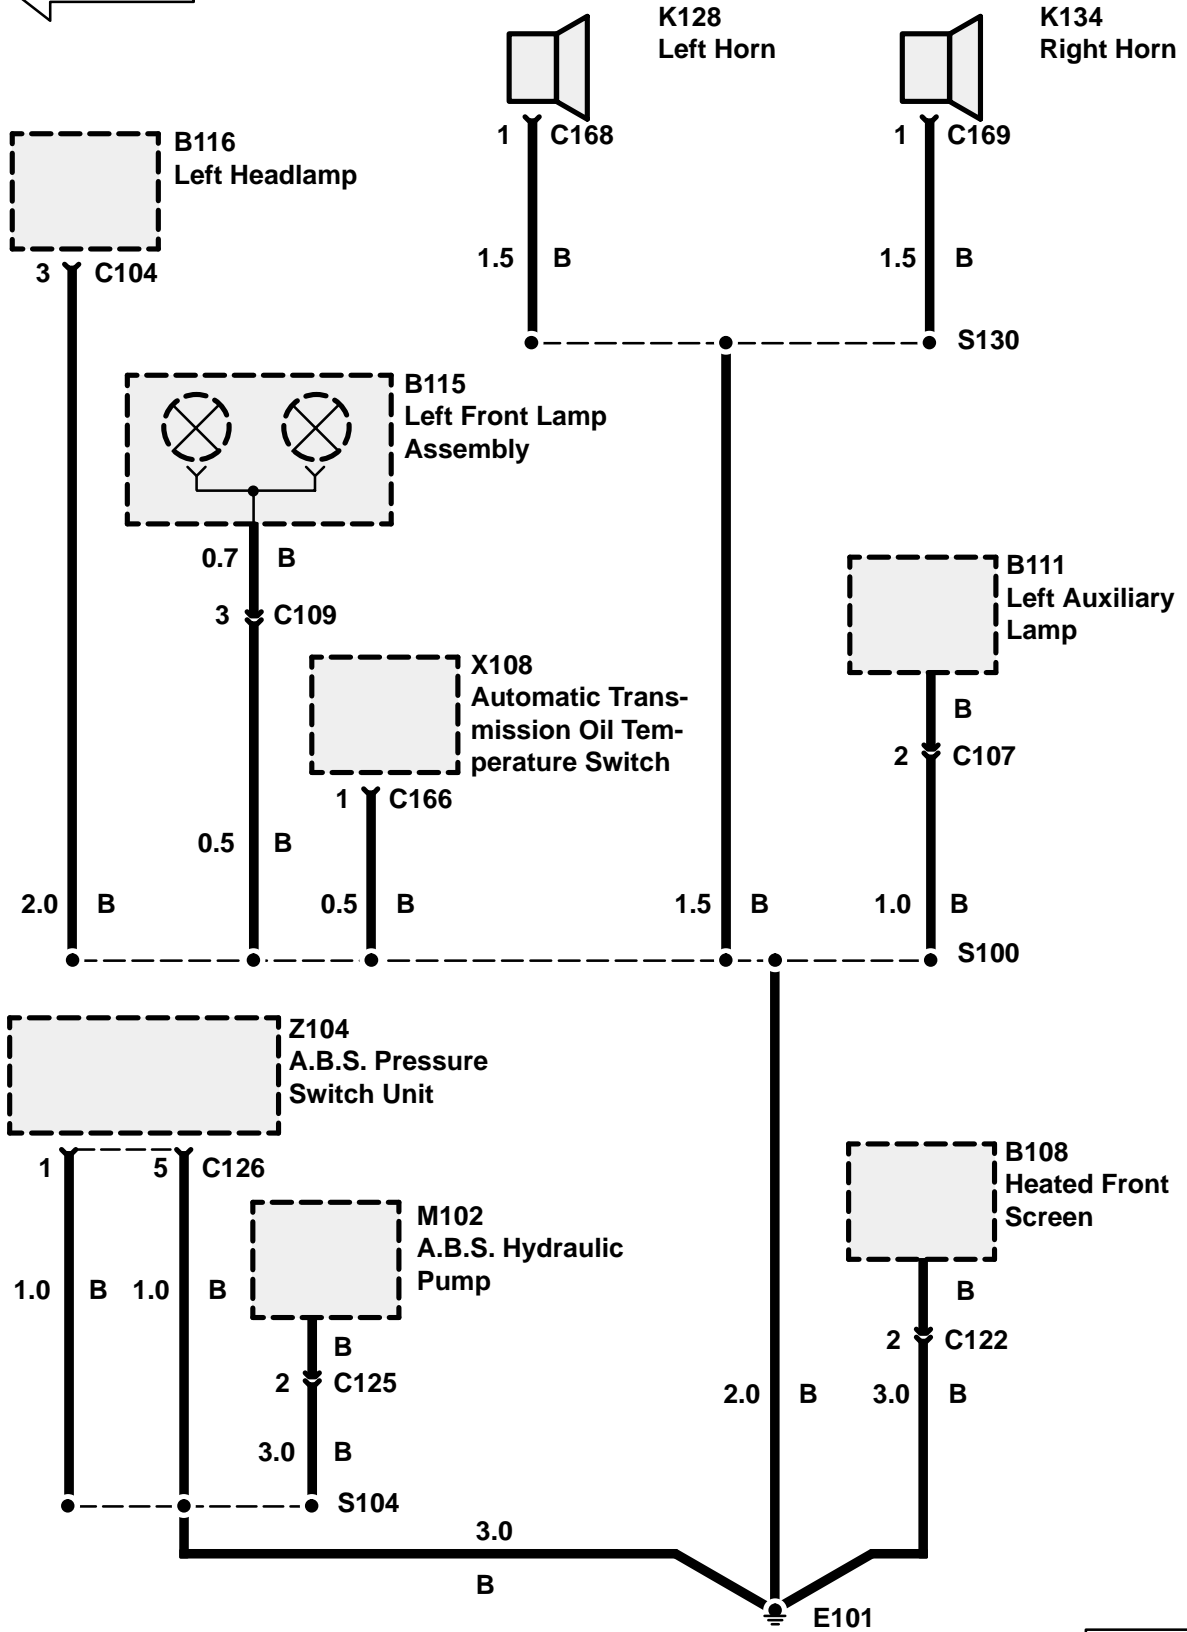 K128
Left Horn
K134
Right Horn
1 C168
1 C169
B116
Left Headlamp
3 C104
1.5 B
1.5 B
S130
B115
Left Front Lamp
Assembly
0.7 B
3 C109
B111
Left Auxiliary
Lamp
X108
Automatic Trans-
mission Oil Tem-
perature Switch
B
2 C107
1 C166
0.5 B
2.0 B
0.5 B
1.5 B
1.0 B
S100
Z104
A.B.S. Pressure
Switch Unit
1 5 C126
B108
Heated Front
Screen
M102
A.B.S. Hydraulic
Pump
1.0 B 1.0 B
B
2 C122
B
2 C125
2.0 B
3.0 B
3.0 B
S104
3.0
B
E101